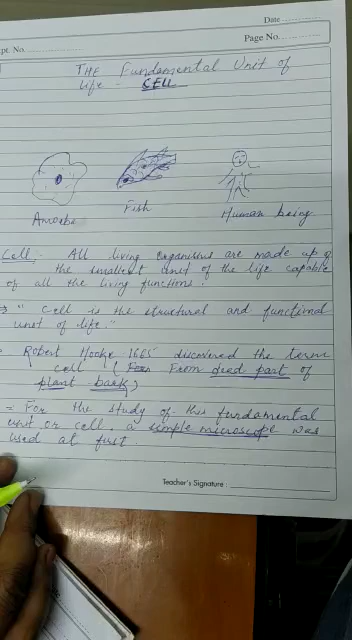 Date
Page No.
pt. No.
THE Fundamental Unit of
life - CELL
Amoeba
Fish
Human being
Cell - All living organisms are made up of
the smallest unit of the life capable
of all the living functions.
→ "Cell is the structural and functional
unit of life."
Robert Hooke 1665 discovered the term
cell ( From dead part of
plant bark)
= For the study of this fundamental
unit or cell, a simple microscope was
used at first.
Teacher's Signature :